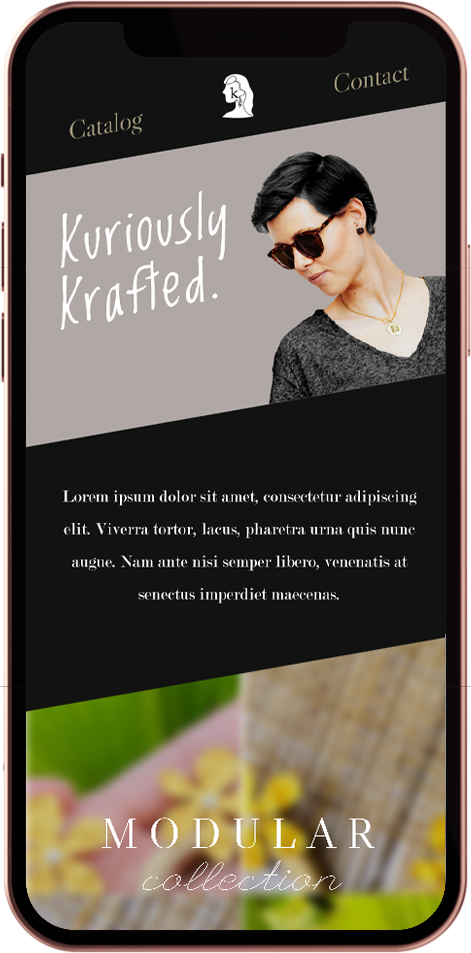 Catalog
k
Contact
Kuriously
Krafted.
Lorem ipsum dolor sit amet, consectetur adipiscing
elit. Viverra tortor, lacus, pharetra urna quis nunc
augue. Nam ante nisi semper libero, venenatis at
senectus imperdiet maecenas.
MODULAR
collection